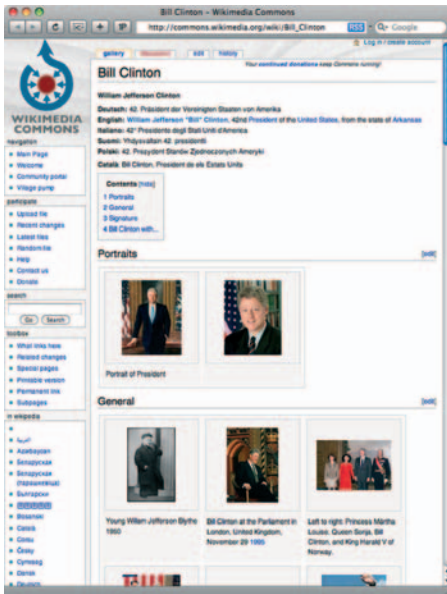 Bill Clinton – Wikimedia Commons
http://commons.wikimedia.org/wiki/Bill_Clinton
RSS
Google
Log in / create account
gallery
discussion
edit
history
Your continued donations keep Commons running!
Bill Clinton
William Jefferson Clinton
Deutsch: 42. Präsident der Vereinigten Staaten von Amerika
English: William Jefferson "Bill" Clinton, 42nd President of the United States, from the state of Arkansas
Italiano: 42° Presidente degli Stati Uniti d'America
Suomi: Yhdysvaltain 42. presidentti
Polski: 42. Prezydent Stanów Zjednoczonych Ameryki
Català: Bill Clinton, President de els Estats Units
Contents [hide]
1 Portraits
2 General
3 Signature
4 Bill Clinton with...
Portraits
[edit]
Portrait of President
General
[edit]
Young William Jefferson Blythe
1950
Bill Clinton at the Parliament in
London, United Kingdom,
November 29 1995
Left to right: Princess Märtha
Louise, Queen Sonja, Bill
Clinton, and King Harald V of
Norway.
WIKIMEDIA
COMMONS
navigation
Main Page
Welcome
Community portal
Village pump
participate
Upload file
Recent changes
Latest files
Random file
Help
Contact us
Donate
search
Go
Search
toolbox
What links here
Related changes
Special pages
Printable version
Permanent link
Subpages
in wikipedia
العربية
Azərbaycan
Беларуская
Беларуская
(тарашкевіца)
Български
Bosanski
Català
Corsu
Česky
Cymraeg
Dansk
Deutsch